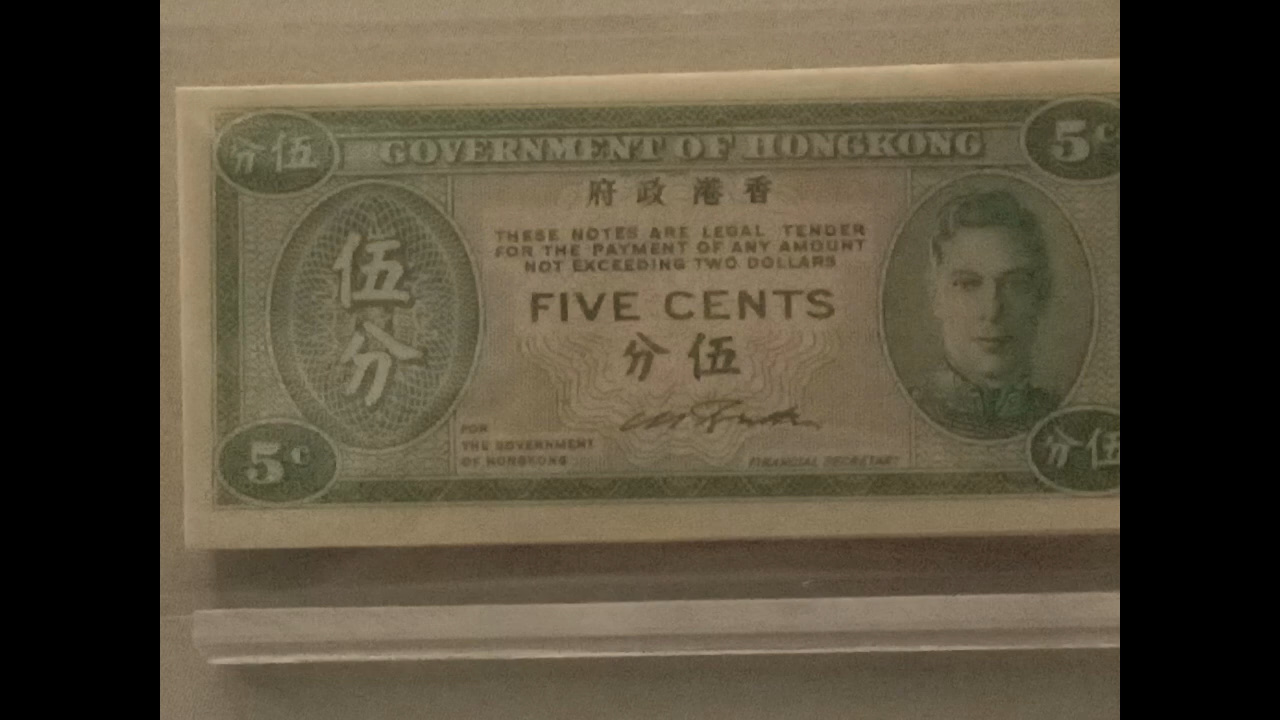 分伍
GOVERNMENT OF HONGKONG
5c
府政港香
THESE NOTES ARE LEGAL TENDER
FOR THE PAYMENT OF ANY AMOUNT
NOT EXCEEDING TWO DOLLARS
伍
分
FIVE CENTS
分伍
FOR
THE GOVERNMENT
OF HONGKONG
FINANCIAL SECRETARY
5c
分伍